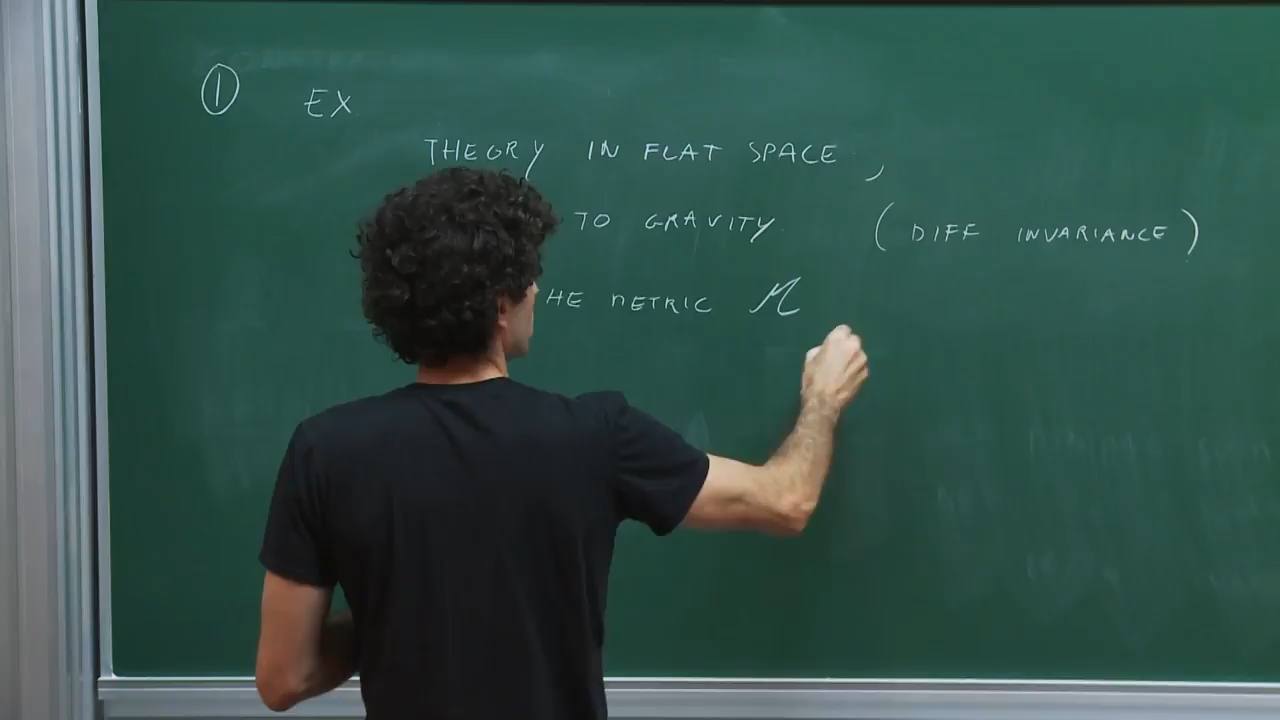 ① EX
THEORY IN FLAT SPACE,
TO GRAVITY (DIFF INVARIANCE)
HE METRIC